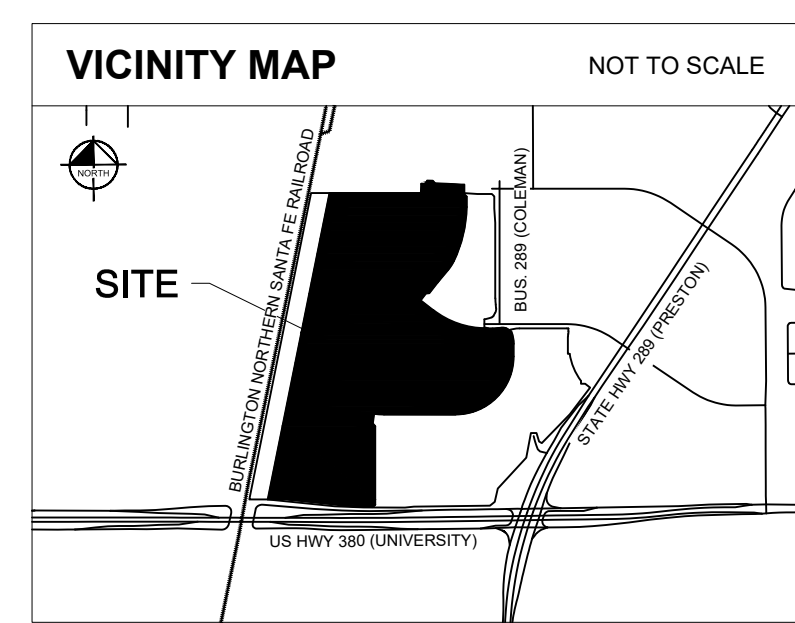 VICINITY MAP
NOT TO SCALE
NORTH
BURLINGTON NORTHERN SANTA FE RAILROAD
BUS. 289 (COLEMAN)
SITE
STATE HWY 289 (PRESTON)
US HWY 380 (UNIVERSITY)